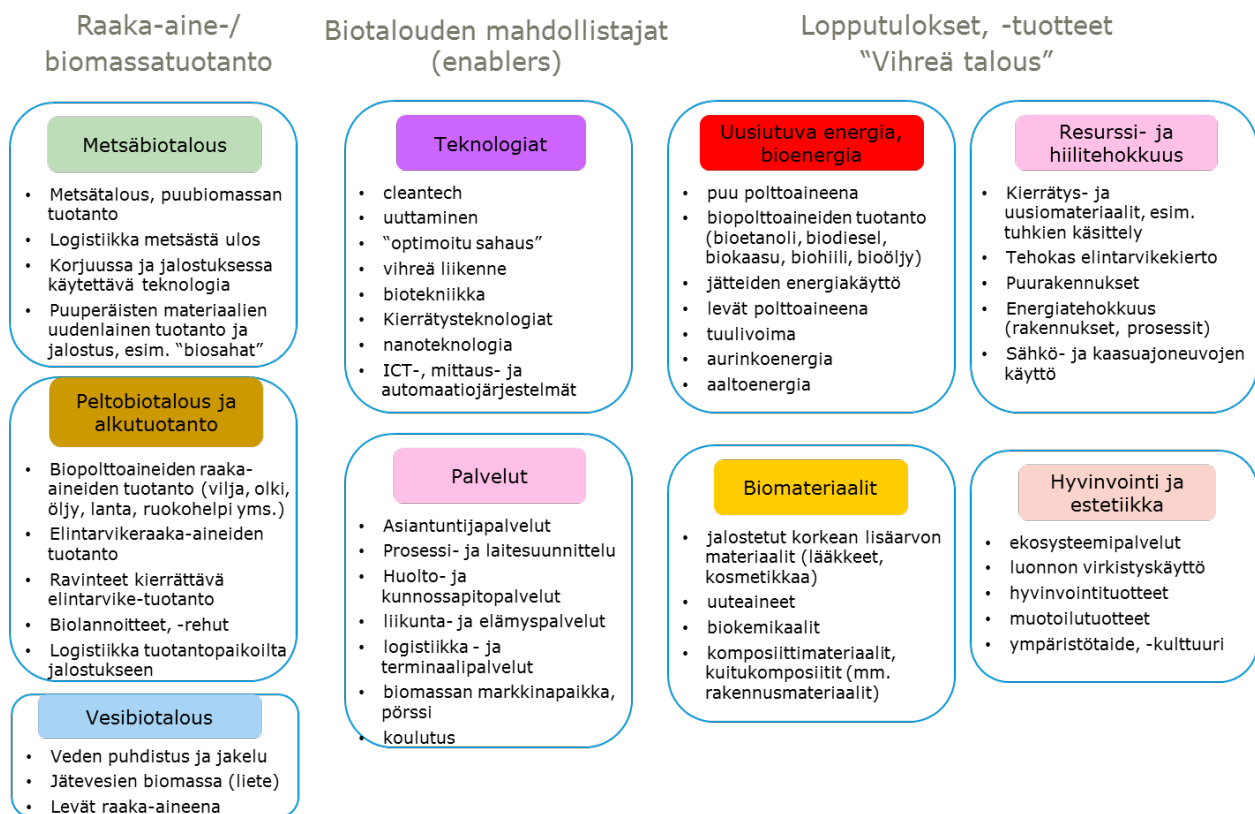 Raaka-aine-/
biomassatuotanto
Biotalouden mahdollistajat
(enablers)
Lopputulokset, -tuotteet
“Vihreä talous”
Metsäbiotalous
• Metsätalous, puubiomassan
tuotanto
• Logistiikka metsästä ulos
• Korjuussa ja jalostuksessa
käytettävä teknologia
• Puuperäisten materiaalien
uudenlainen tuotanto ja
jalostus, esim. “biosahat”
Peltobiotalous ja
alkutuotanto
• Biopolttoaineiden raaka-
aineiden tuotanto (vilja, olki,
öljy, lanta, ruokohelpi yms.)
• Elintarvikeraaka-aineiden
tuotanto
• Ravinteet kierrättävä
elintarvike-tuotanto
• Biolannoitteet, -rehut
• Logistiikka tuotantopaikoilta
jalostukseen
Vesibiotalous
• Veden puhdistus ja jakelu
• Jätevesien biomassa (liete)
• Levät raaka-aineena
Teknologiat
• cleantech
• uuttaminen
• “optimoitu sahaus”
• vihreä liikenne
• biotekniikka
• Kierrätysteknologiat
• nanoteknologia
• ICT-, mittaus- ja
automaatiojärjestelmät
Palvelut
• Asiantuntijapalvelut
• Prosessi- ja laitesuunnittelu
• Huolto- ja
kunnossapitopalvelut
• liikunta- ja elämyspalvelut
• logistiikka - ja
terminaalipalvelut
• biomassan markkinapaikka,
pörssi
• koulutus
Uusiutuva energia,
bioenergia
• puu polttoaineena
• biopolttoaineiden tuotanto
(bioetanoli, biodiesel,
biokaasu, biohiili, bioöljy)
• jätteiden energiakäyttö
• levät polttoaineena
• tuulivoima
• aurinkoenergia
• aaltoenergia
Biomateriaalit
• jalostetut korkean lisäarvon
materiaalit (lääkkeet,
kosmetikkaa)
• uuteaineet
• biokemikaalit
• komposiittimateriaalit,
kuitukomposiitit (mm.
rakennusmateriaalit)
Resurssi- ja
hiilitehokkuus
• Kierrätys- ja
uusiomateriaalit, esim.
tuhkien käsittely
• Tehokas elintarvikekierto
• Puurakennukset
• Energiatehokkuus
(rakennukset, prosessit)
• Sähkö- ja kaasuajoneuvojen
käyttö
Hyvinvointi ja
estetiikka
• ekosysteemipalvelut
• luonnon virkistyskäyttö
• hyvinvointituotteet
• muotoilutuotteet
• ympäristötaide, -kulttuuri